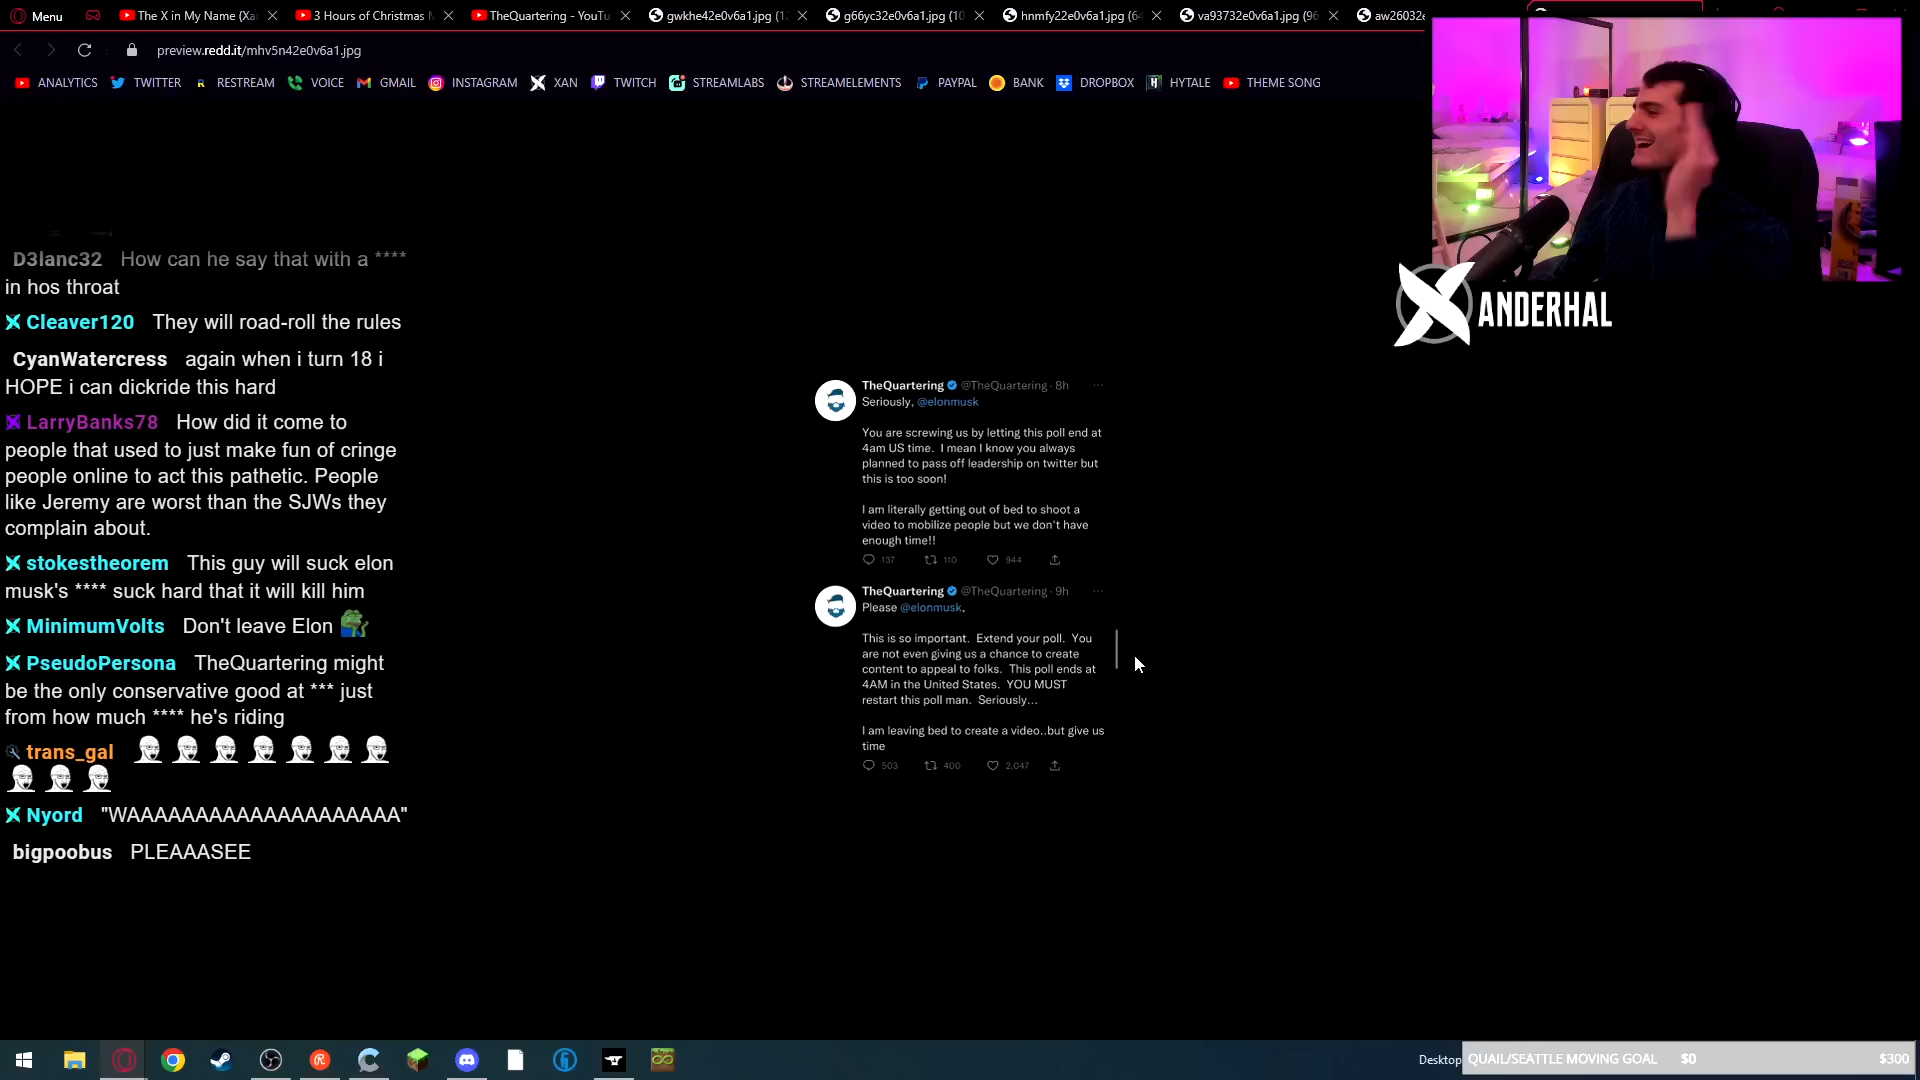 Menu
The X in My Name (Xa
3 Hours of Christmas M
TheQuartering - YouTu
gwkhe42e0v6a1.jpg (1
g66yc32e0v6a1.jpg (10
hnmfy22e0v6a1.jpg (64
va93732e0v6a1.jpg (96
aw26032e
preview.redd.it/mhv5n42e0v6a1.jpg
ANALYTICS
TWITTER
RESTREAM
VOICE
GMAIL
INSTAGRAM
XAN
TWITCH
STREAMLABS
STREAMELEMENTS
PAYPAL
BANK
DROPBOX
HYTALE
THEME SONG
XANDERHAL
D3lanc32 How can he say that with a ****
in hos throat
Cleaver120 They will road-roll the rules
CyanWatercress again when i turn 18 i
HOPE i can dickride this hard
LarryBanks78 How did it come to
people that used to just make fun of cringe
people online to act this pathetic. People
like Jeremy are worst than the SJWs they
complain about.
stokestheorem This guy will suck elon
musk's **** suck hard that it will kill him
MinimumVolts Don't leave Elon
PseudoPersona TheQuartering might
be the only conservative good at *** just
from how much **** he's riding
trans_gal
Nyord "WAAAAAAAAAAAAAAAAAAA"
bigpoobus PLEAAASEE
TheQuartering @TheQuartering · 8h
Seriously, @elonmusk
You are screwing us by letting this poll end at
4am US time. I mean I know you always
planned to pass off leadership on twitter but
this is too soon!
I am literally getting out of bed to shoot a
video to mobilize people but we don't have
enough time!!
137 110 944
TheQuartering @TheQuartering · 9h
Please @elonmusk,
This is so important. Extend your poll. You
are not even giving us a chance to create
content to appeal to folks. This poll ends at
4AM in the United States. YOU MUST
restart this poll man. Seriously...
I am leaving bed to create a video..but give us
time
503 400 2,047
Desktop
QUAIL/SEATTLE MOVING GOAL $0 $300